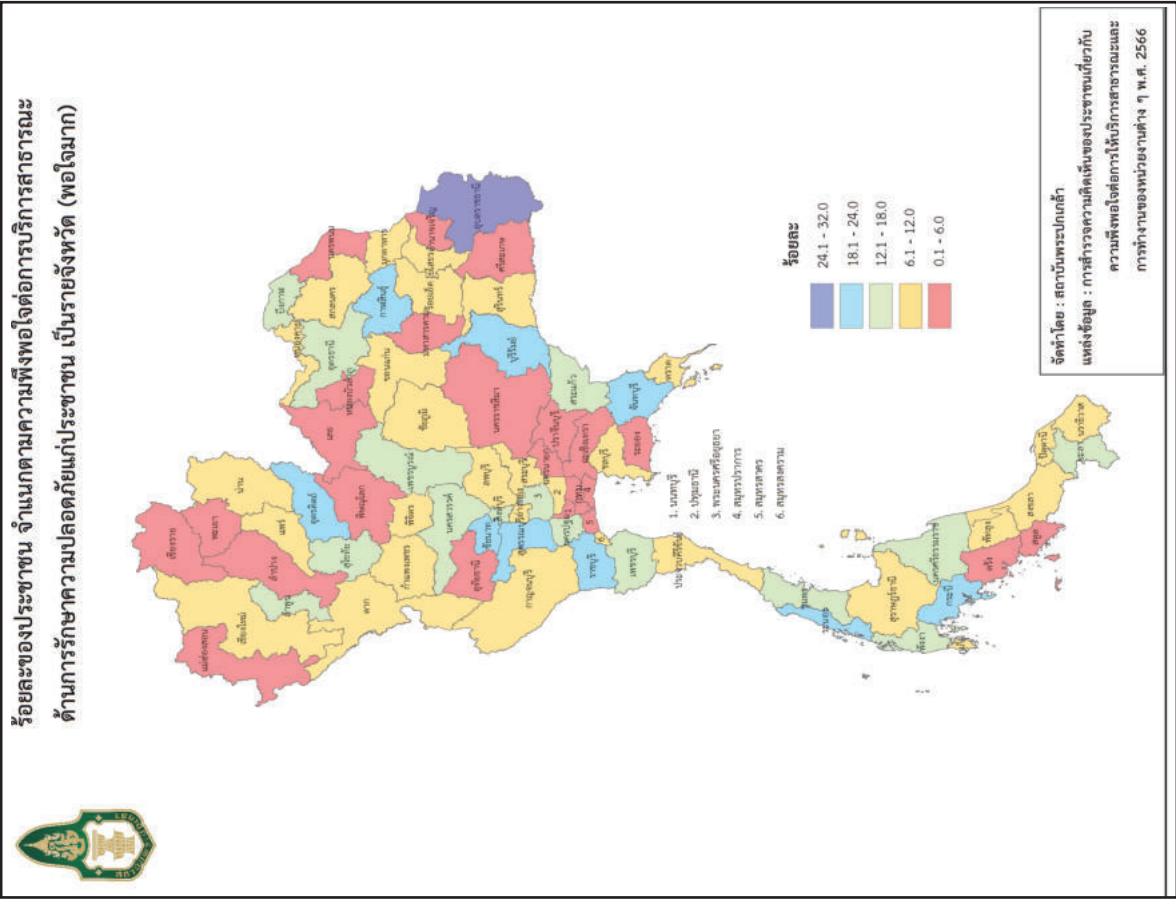 ร้อยละของประชาชน จำแนกตามความพึงพอใจต่อการบริการสาธารณะ
ด้านการรักษาความปลอดภัยแก่ประชาชน เป็นรายจังหวัด (พอใจมาก)
เชียงราย
แม่ฮ่องสอน
เชียงใหม่
พะเยา
น่าน
ลำปาง
ลำพูน
แพร่
อุตรดิตถ์
สุโขทัย
ตาก
พิษณุโลก
กำแพงเพชร
พิจิตร
เพชรบูรณ์
นครสวรรค์
อุทัยธานี
ชัยนาท
สิงห์บุรี
ลพบุรี
สระบุรี
สุพรรณบุรี
กาญจนบุรี
นครปฐม
ราชบุรี
เพชรบุรี
ประจวบคีรีขันธ์
เลย
หนองคาย
บึงกาฬ
อุดรธานี
หนองบัวลำภู
สกลนคร
นครพนม
มุกดาหาร
กาฬสินธุ์
ขอนแก่น
ชัยภูมิ
มหาสารคาม
ร้อยเอ็ด
ยโสธร
อำนาจเจริญ
อุบลราชธานี
ศรีสะเกษ
สุรินทร์
บุรีรัมย์
นครราชสีมา
นครนายก
ปราจีนบุรี
สระแก้ว
ฉะเชิงเทรา
ชลบุรี
ระยอง
จันทบุรี
ตราด
กทม.
1
2
3
4
5
6
ชุมพร
ระนอง
สุราษฎร์ธานี
พังงา
ภูเก็ต
กระบี่
นครศรีธรรมราช
ตรัง
พัทลุง
สตูล
สงขลา
ปัตตานี
ยะลา
นราธิวาส
1. นนทบุรี
2. ปทุมธานี
3. พระนครศรีอยุธยา
4. สมุทรปราการ
5. สมุทรสาคร
6. สมุทรสงคราม
ร้อยละ
24.1 - 32.0
18.1 - 24.0
12.1 - 18.0
6.1 - 12.0
0.1 - 6.0
จัดทำโดย : สถาบันพระปกเกล้า
แหล่งข้อมูล : การสำรวจความคิดเห็นของประชาชนเกี่ยวกับ
ความพึงพอใจต่อการให้บริการสาธารณะและ
การทำงานของหน่วยงานต่าง ๆ พ.ศ. 2566